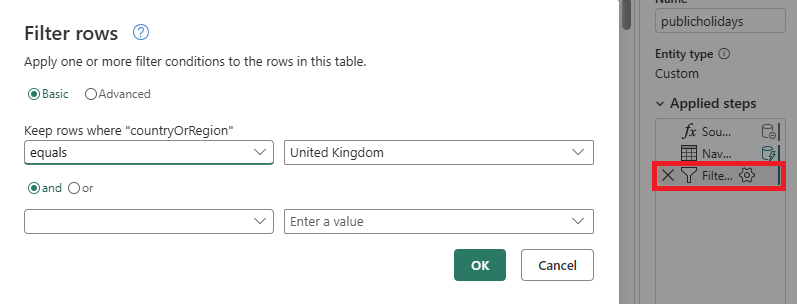 Filter rows ?
Apply one or more filter conditions to the rows in this table.
Basic Advanced
Keep rows where "countryOrRegion"
equals United Kingdom
and or
Enter a value
OK Cancel
Name
publicholidays
Entity type
Custom
Applied steps
fx Sou...
Nav...
Filte...